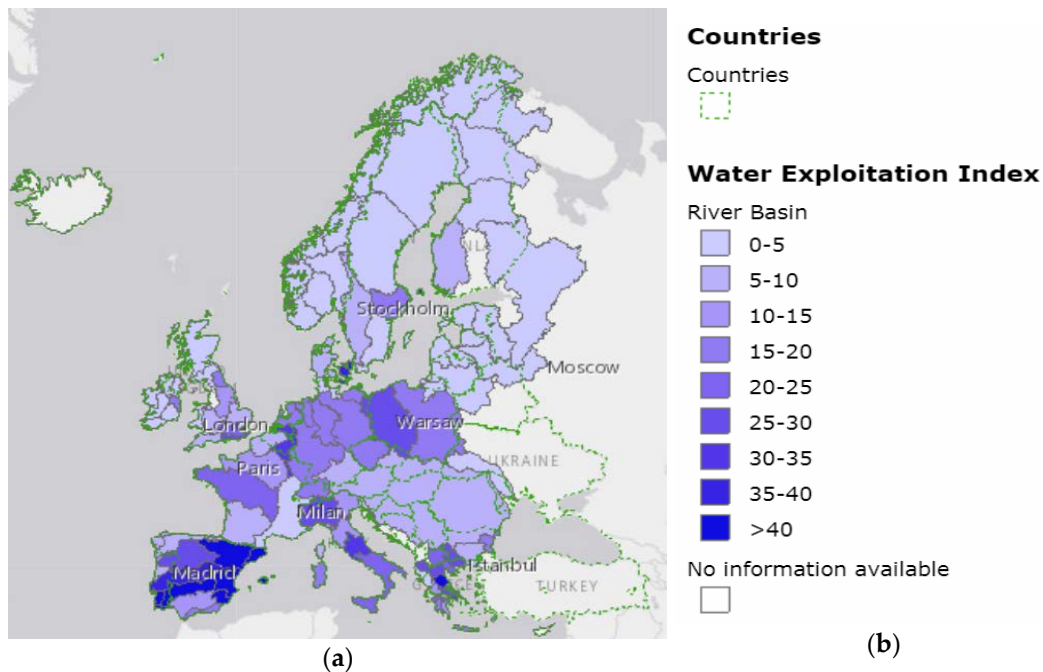 Stockholm
Moscow
London
Warsaw
Paris
UKRAINE
Milan
Madrid
Istanbul
TURKEY
(a)
Countries
Countries
Water Exploitation Index
River Basin
0-5
5-10
10-15
15-20
20-25
25-30
30-35
35-40
>40
No information available
(b)